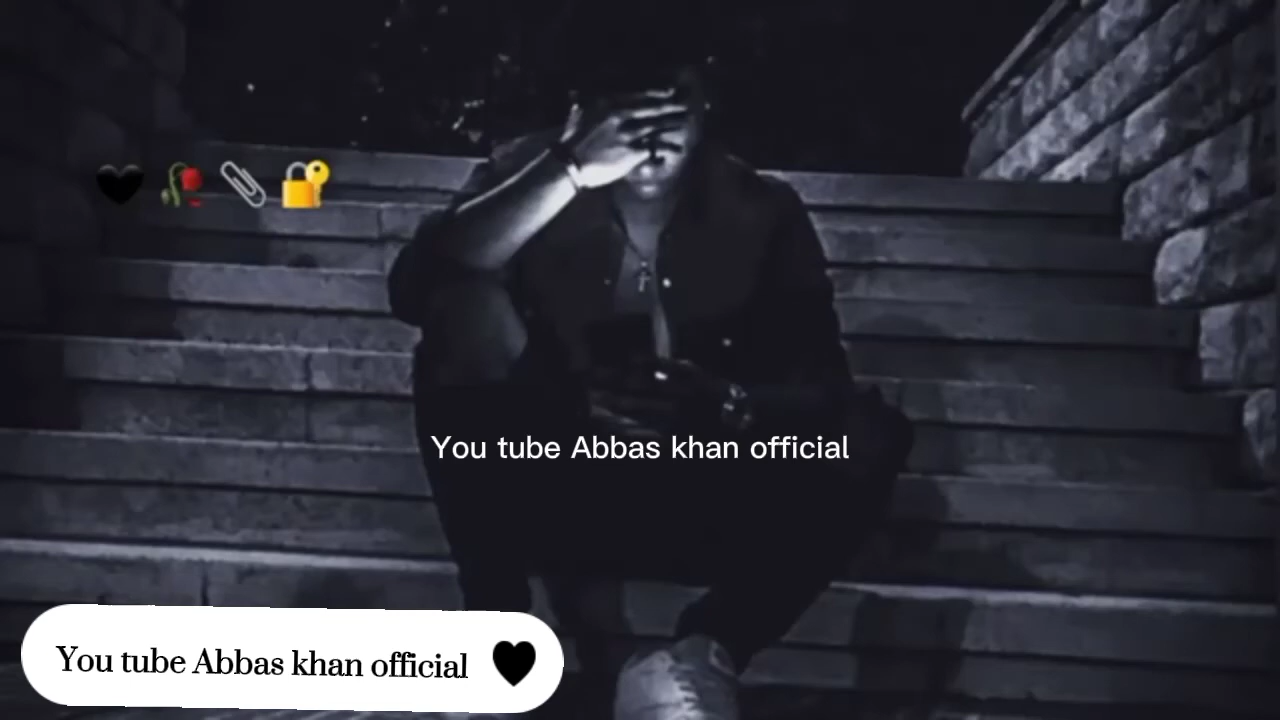 🖤 🥀 📎 🔐
You tube Abbas khan official
You tube Abbas khan official 🖤